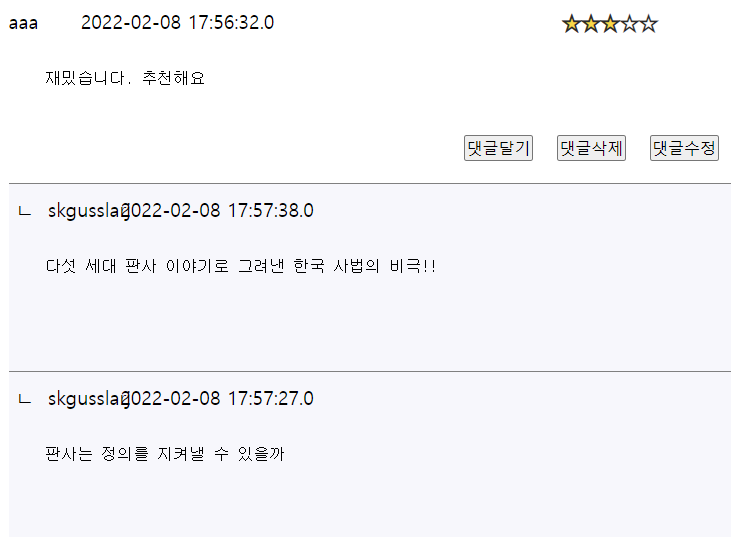 aaa 2022-02-08 17:56:32.0 ★★★☆☆
재밌습니다. 추천해요
댓글달기 댓글삭제 댓글수정
ㄴ 2022-02-08 17:57:38.0
다섯 세대 판사 이야기로 그려낸 한국 사법의 비극!!
ㄴ 2022-02-08 17:57:27.0
판사는 정의를 지켜낼 수 있을까